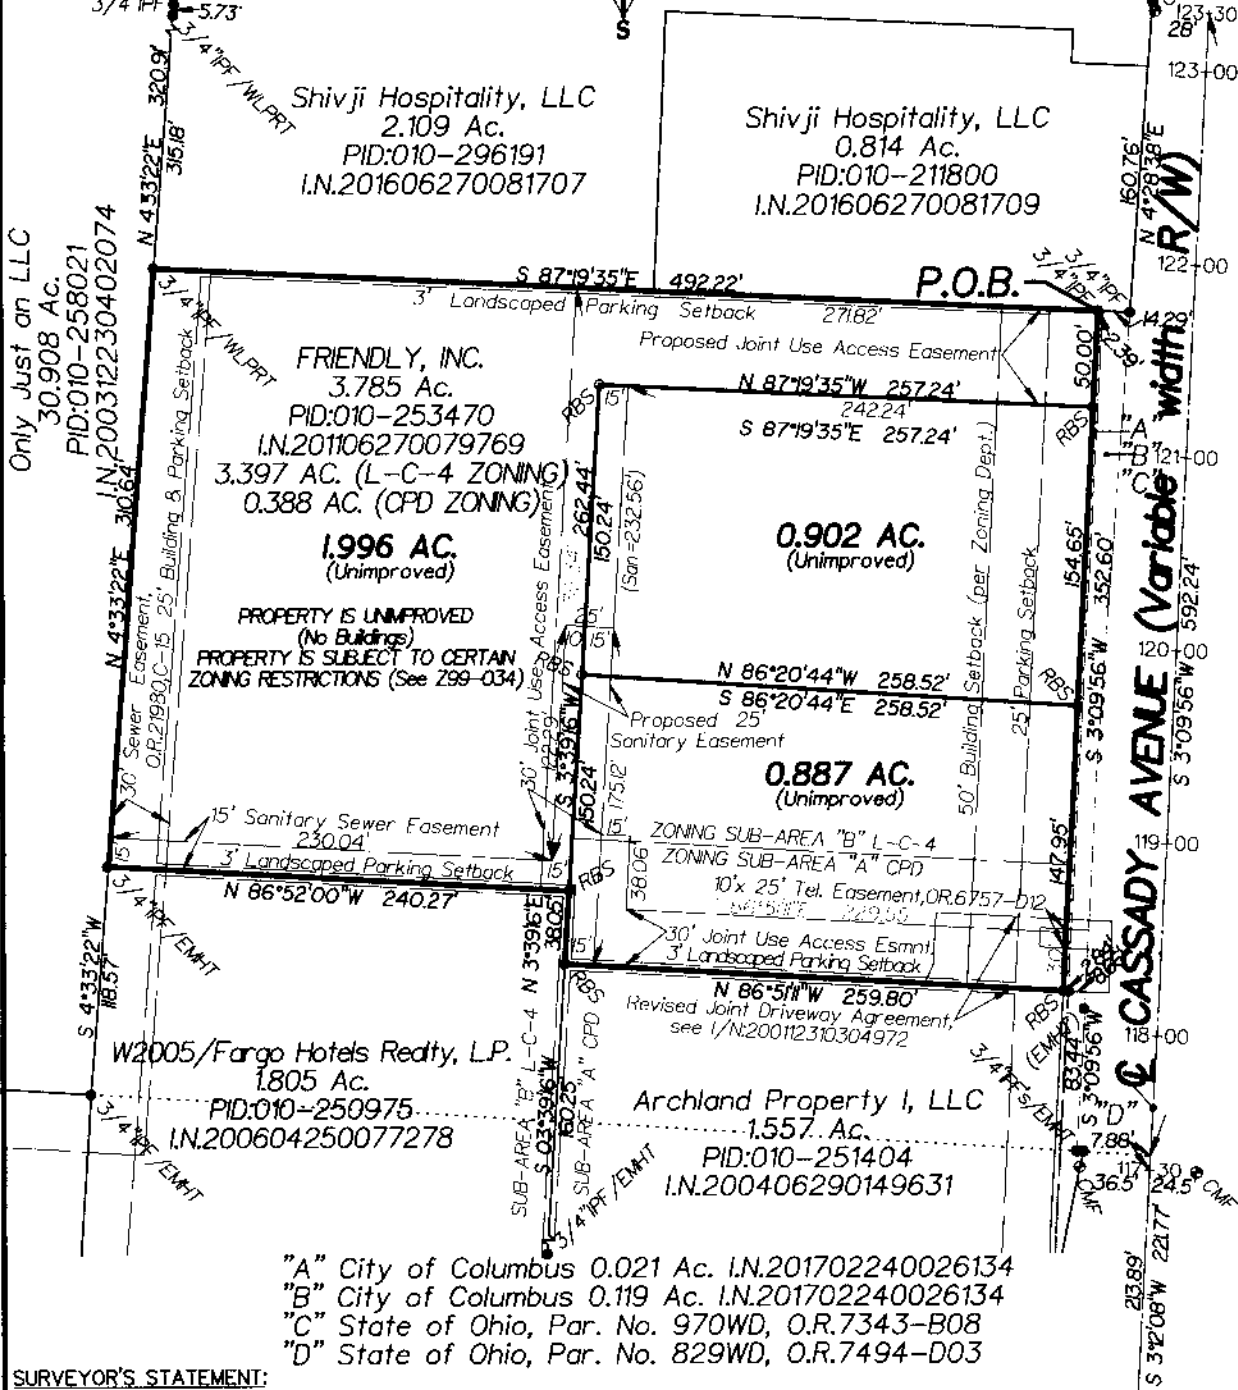 3/4"IPF
5.73'
S
123+30
28'
123+00
3/4"IPF/WLPRT
N 4°33'22"E 320.9'
315.18'
Shivji Hospitality, LLC
2.109 Ac.
PID:010-296191
I.N.201606270081707
Shivji Hospitality, LLC
0.814 Ac.
PID:010-211800
I.N.201606270081709
160.76'
N 4°28'38"E
Only Just an LLC
30.908 Ac.
PID:010-258021
I.N.200312230402074
S 87°19'35"E 492.22'
P.O.B.
3/4"IPF
3/4"IPF
122+00
14.29'
2.39'
3/4"IPF/WLPRT
3' Landscaped Parking Setback
271.82'
Proposed Joint Use Access Easement
50.00'
FRIENDLY, INC.
3.785 Ac.
PID:010-253470
I.N.201106270079769
3.397 AC. (L-C-4 ZONING)
0.388 AC. (CPD ZONING)
1.996 AC.
(Unimproved)
PROPERTY IS UNIMPROVED
(No Buildings)
PROPERTY IS SUBJECT TO CERTAIN
ZONING RESTRICTIONS (See Z99-034)
N 4°33'22"E 310.64'
30' Sewer Easement,
O.R.21980,C-15
25' Building & Parking Setback
RBS
15'
N 87°19'35"W 257.24'
242.24'
S 87°19'35"E 257.24'
RBS
"A"
"B"
"C"
121+00
262.44'
150.24'
(San=232.56')
30' Joint Use Access Easement
0.902 AC.
(Unimproved)
50' Building Setback (per Zoning Dept.)
25' Parking Setback
154.65'
S 3°09'56"W 352.60'
S 3°09'56"W 592.24'
120+00
CASSADY AVENUE (Variable width R/W)
25'
10'
15'
RBS
N 86°20'44"W 258.52'
S 86°20'44"E 258.52'
RBS
Proposed 25'
Sanitary Easement
S 3°39'16"W
150.24'
175.12'
0.887 AC.
(Unimproved)
147.95'
119+00
15' Sanitary Sewer Easement
230.04'
15'
3' Landscaped Parking Setback
15'
15'
N 86°52'00"W 240.27'
RBS
ZONING SUB-AREA "B" L-C-4
ZONING SUB-AREA "A" CPD
38.06'
10'x 25' Tel. Easement,OR.6757-D12
30' Joint Use Access Esmnt
3' Landscaped Parking Setback
30'
15'
3/4"IPF/EMHT
S 4°33'22"W
118.57'
N 3°39'16"E
38.05'
RBS
N 86°51'11"W 259.80'
Revised Joint Driveway Agreement,
see I/N:200112310304972
RBS
(EMHT)
118+00
W2005/Fargo Hotels Realty, L.P.
1.805 Ac.
PID:010-250975
I.N.200604250077278
3/4"IPF/EMHT
SUB-AREA "B" L-C-4
S 03°39'16"W
160.25'
SUB-AREA "A" CPD
3/4"IPF/EMHT
Archland Property I, LLC
1.557 Ac.
PID:010-251404
I.N.200406290149631
3/4"IPF's/EMHT
83.44'
S 3°09'56"W
"D"
7.88'
117+30
36.5'
24.5'
CMF
CMF
213.89'
S 3°12'08"W 221.77'
"A" City of Columbus 0.021 Ac. I.N.201702240026134
"B" City of Columbus 0.119 Ac. I.N.201702240026134
"C" State of Ohio, Par. No. 970WD, O.R.7343-B08
"D" State of Ohio, Par. No. 829WD, O.R.7494-D03
SURVEYOR'S STATEMENT: